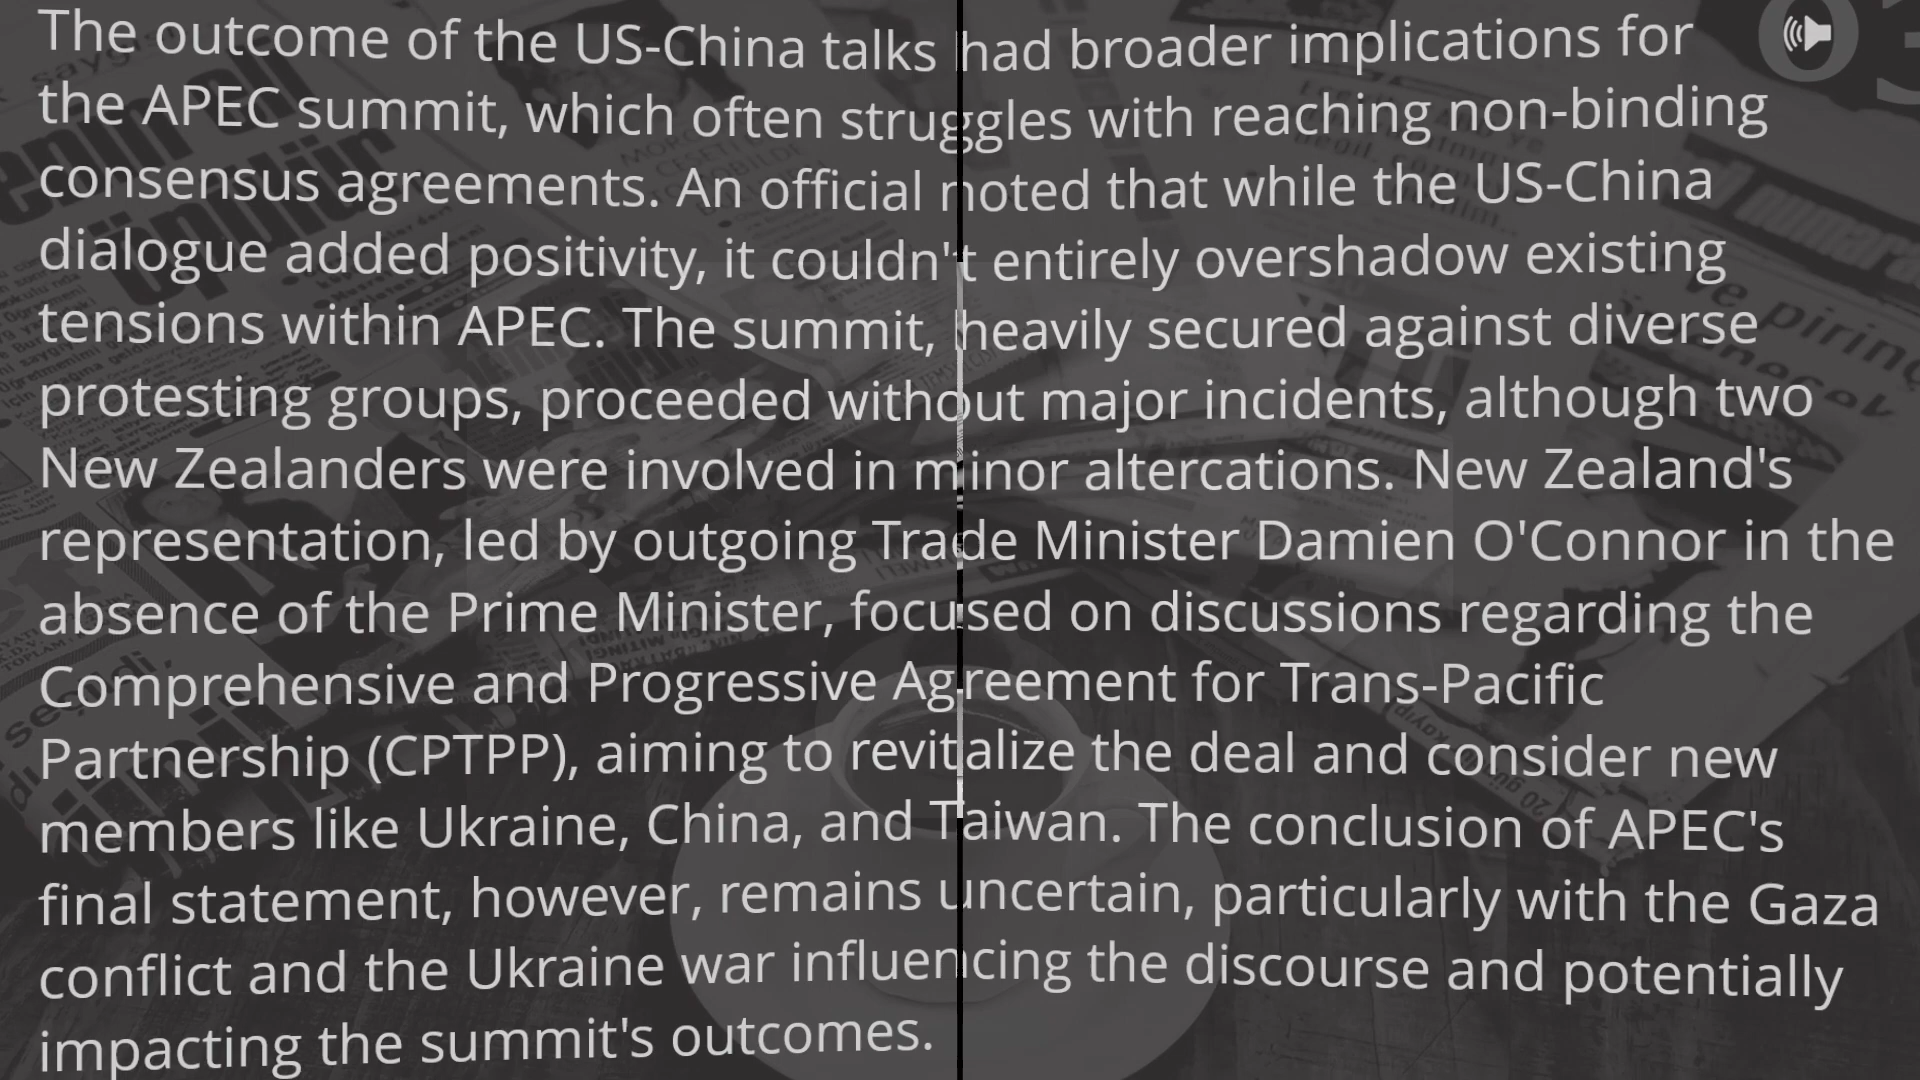 The outcome of the US-China talks had broader implications for
the APEC summit, which often struggles with reaching non-binding
consensus agreements. An official noted that while the US-China
dialogue added positivity, it couldn't entirely overshadow existing
tensions within APEC. The summit, heavily secured against diverse
protesting groups, proceeded without major incidents, although two
New Zealanders were involved in minor altercations. New Zealand's
representation, led by outgoing Trade Minister Damien O'Connor in the
absence of the Prime Minister, focused on discussions regarding the
Comprehensive and Progressive Agreement for Trans-Pacific
Partnership (CPTPP), aiming to revitalize the deal and consider new
members like Ukraine, China, and Taiwan. The conclusion of APEC's
final statement, however, remains uncertain, particularly with the Gaza
conflict and the Ukraine war influencing the discourse and potentially
impacting the summit's outcomes.